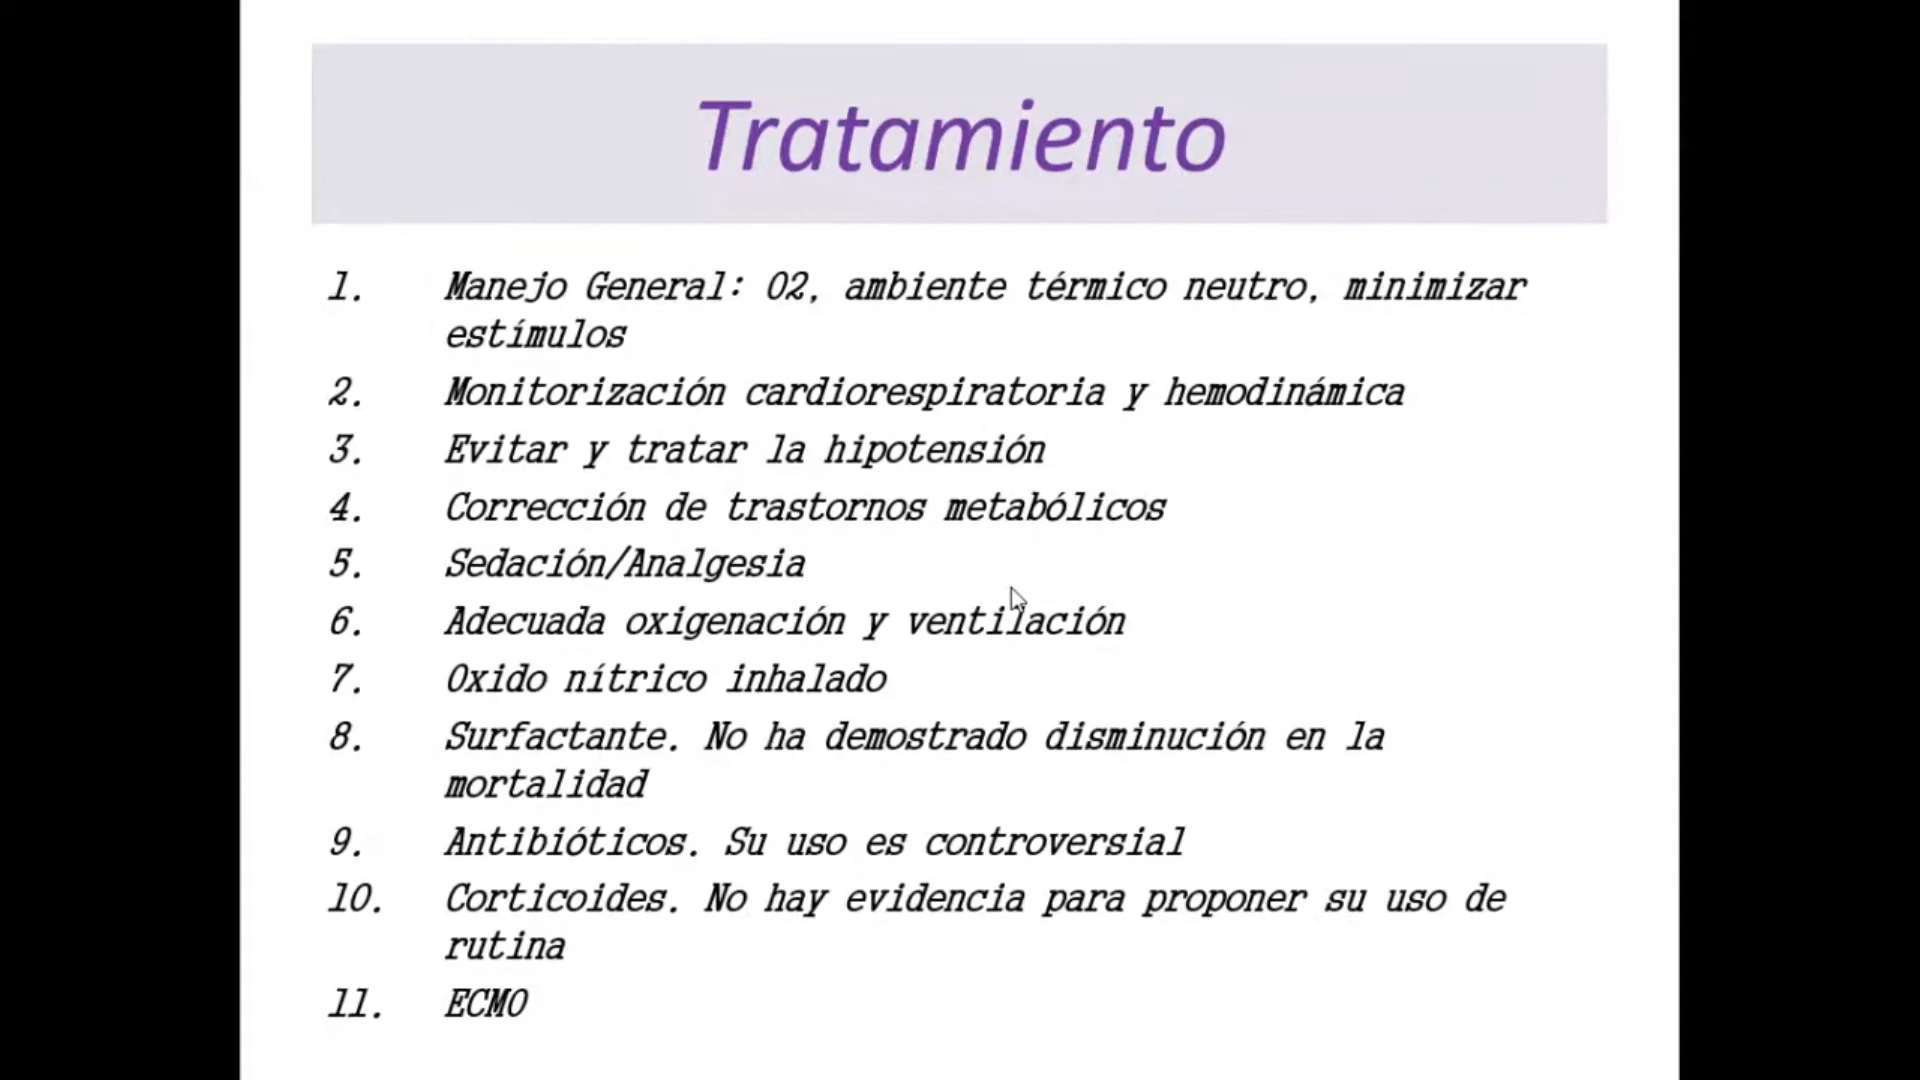 Tratamiento
1. Manejo General: O2, ambiente térmico neutro, minimizar
estímulos
2. Monitorización cardiorespiratoria y hemodinámica
3. Evitar y tratar la hipotensión
4. Corrección de trastornos metabólicos
5. Sedación/Analgesia
6. Adecuada oxigenación y ventilación
7. Oxido nítrico inhalado
8. Surfactante. No ha demostrado disminución en la
mortalidad
9. Antibióticos. Su uso es controversial
10. Corticoides. No hay evidencia para proponer su uso de
rutina
11. ECMO